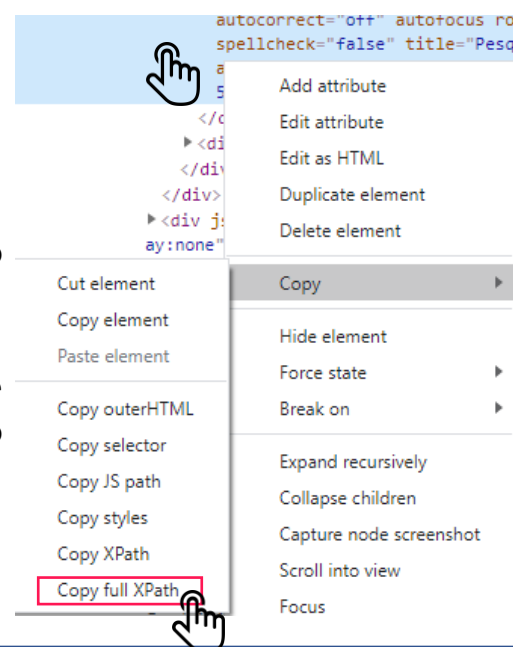 autocorrect="off" autofocus ro
spellcheck="false" title="Pesq
a
5
</d
▶<di
</div
</div>
▶<div js
ay:none"
Add attribute
Edit attribute
Edit as HTML
Duplicate element
Delete element
Copy
Hide element
Force state
Break on
Expand recursively
Collapse children
Capture node screenshot
Scroll into view
Focus
Cut element
Copy element
Paste element
Copy outerHTML
Copy selector
Copy JS path
Copy styles
Copy XPath
Copy full XPath